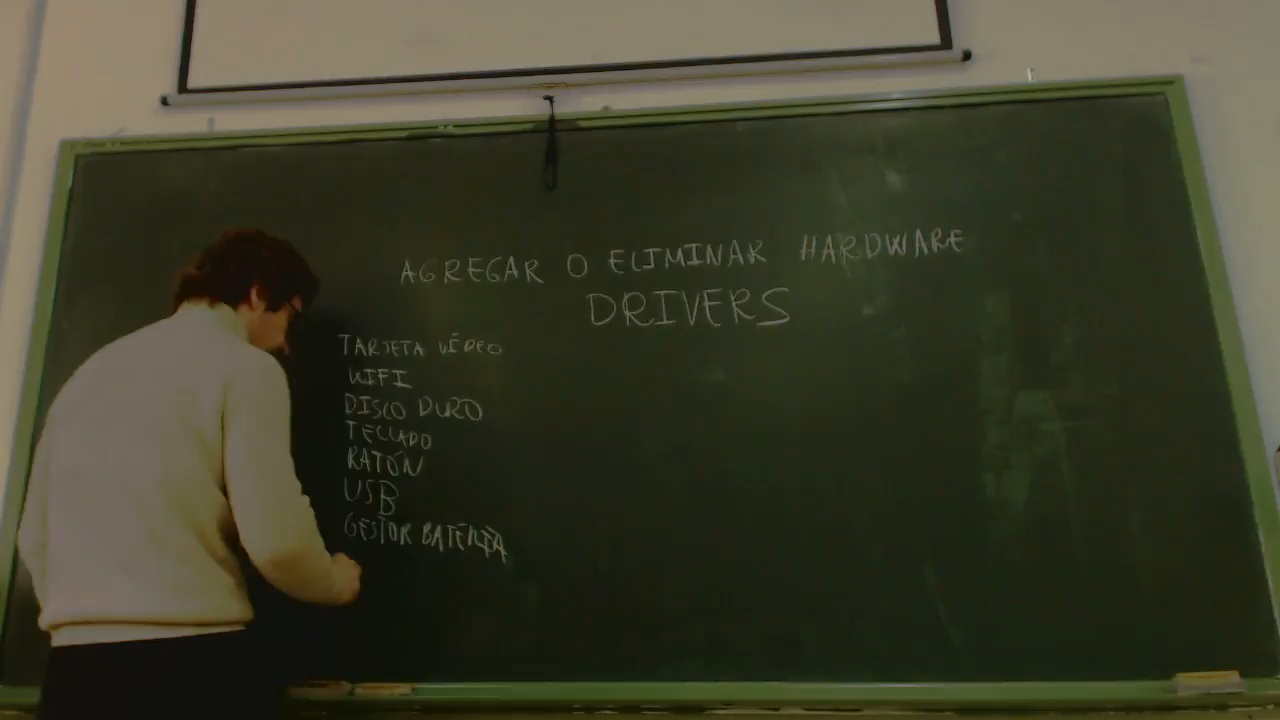 AGREGAR O ELIMINAR HARDWARE
DRIVERS
TARJETA VÍDEO
WIFI
DISCO DURO
TECLADO
RATÓN
USB
GESTOR BATERÍA